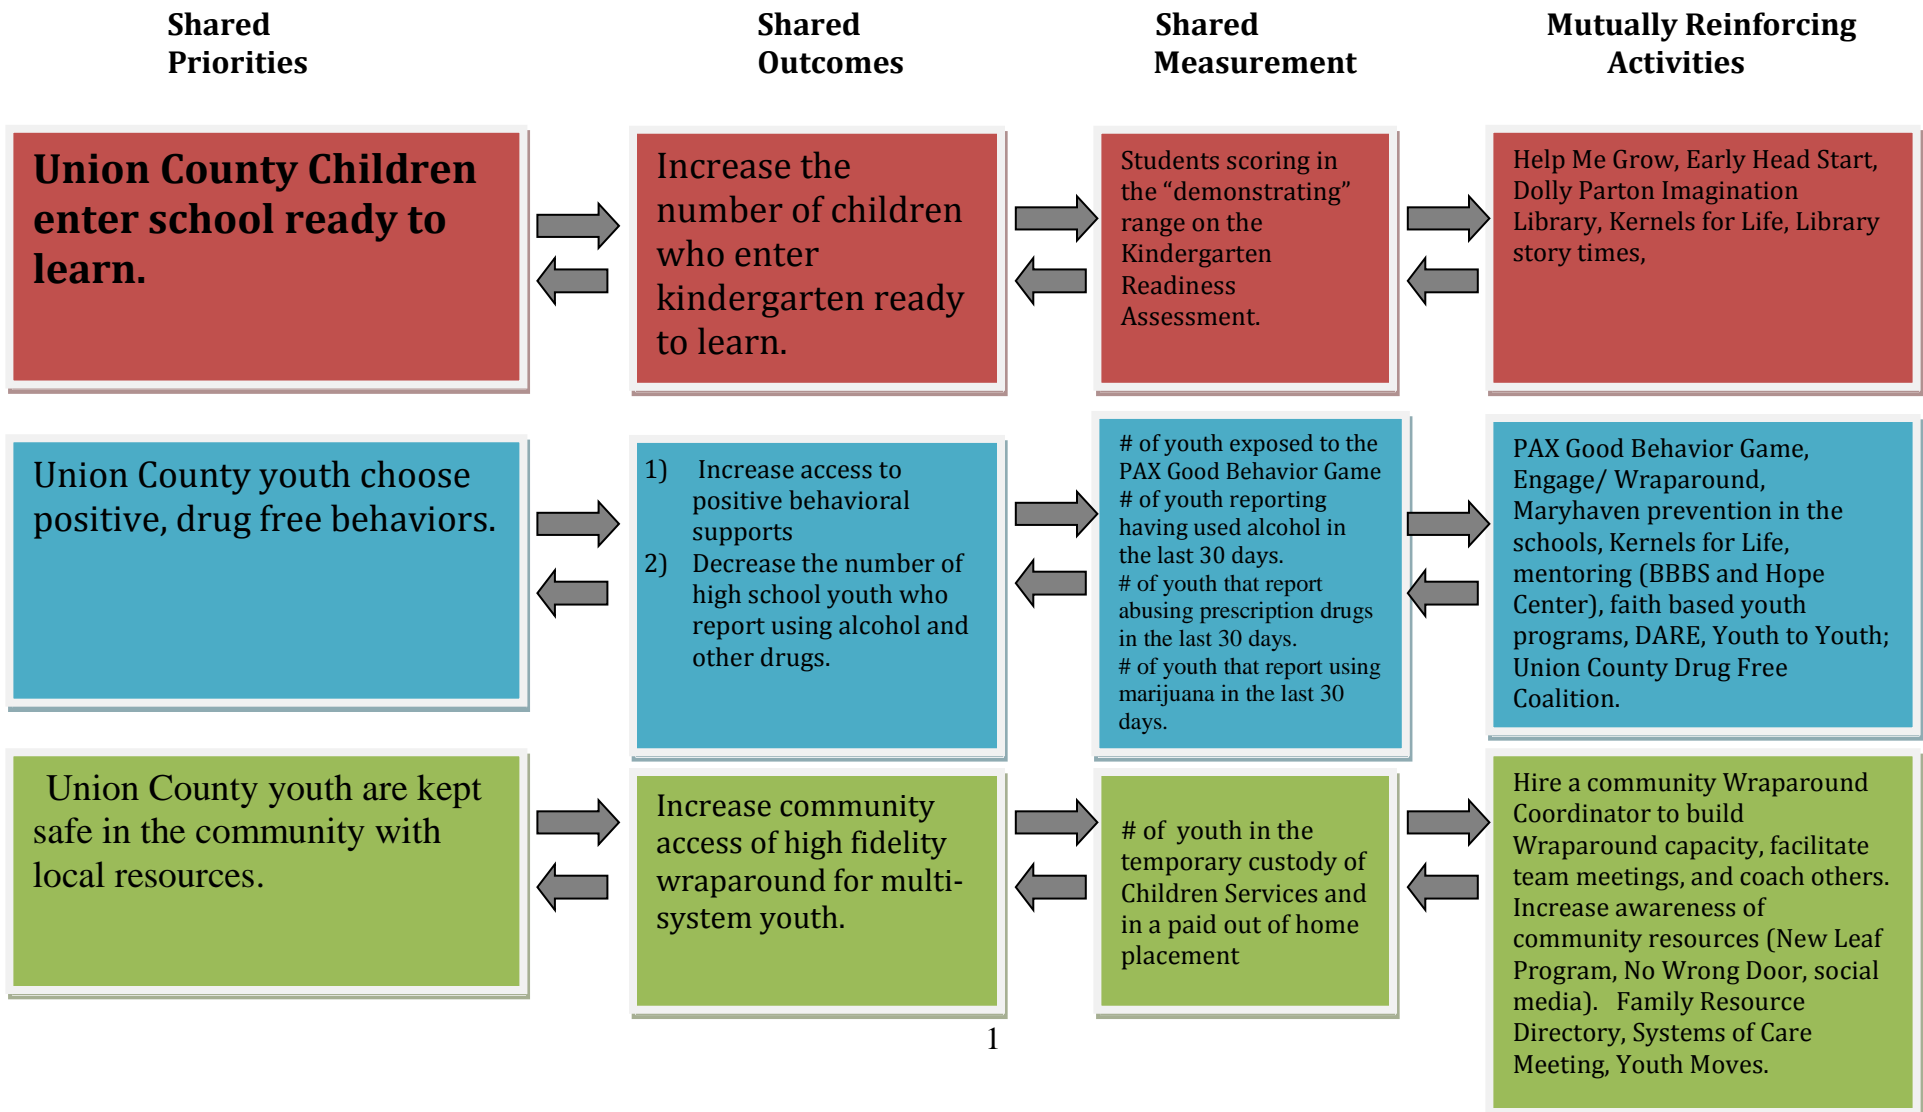 Shared
Priorities
Shared
Outcomes
Shared
Measurement
Mutually Reinforcing
Activities
Union County Children
enter school ready to
learn.
Increase the
number of children
who enter
kindergarten ready
to learn.
Students scoring in
the “demonstrating”
range on the
Kindergarten
Readiness
Assessment.
Help Me Grow, Early Head Start,
Dolly Parton Imagination
Library, Kernels for Life, Library
story times,
Union County youth choose
positive, drug free behaviors.
1) Increase access to
positive behavioral
supports
2) Decrease the number of
high school youth who
report using alcohol and
other drugs.
# of youth exposed to the
PAX Good Behavior Game
# of youth reporting
having used alcohol in
the last 30 days.
# of youth that report
abusing prescription drugs
in the last 30 days.
# of youth that report using
marijuana in the last 30
days.
PAX Good Behavior Game,
Engage/ Wraparound,
Maryhaven prevention in the
schools, Kernels for Life,
mentoring (BBBS and Hope
Center), faith based youth
programs, DARE, Youth to Youth;
Union County Drug Free
Coalition.
Union County youth are kept
safe in the community with
local resources.
Increase community
access of high fidelity
wraparound for multi-
system youth.
# of youth in the
temporary custody of
Children Services and
in a paid out of home
placement
Hire a community Wraparound
Coordinator to build
Wraparound capacity, facilitate
team meetings, and coach others.
Increase awareness of
community resources (New Leaf
Program, No Wrong Door, social
media). Family Resource
Directory, Systems of Care
Meeting, Youth Moves.
1